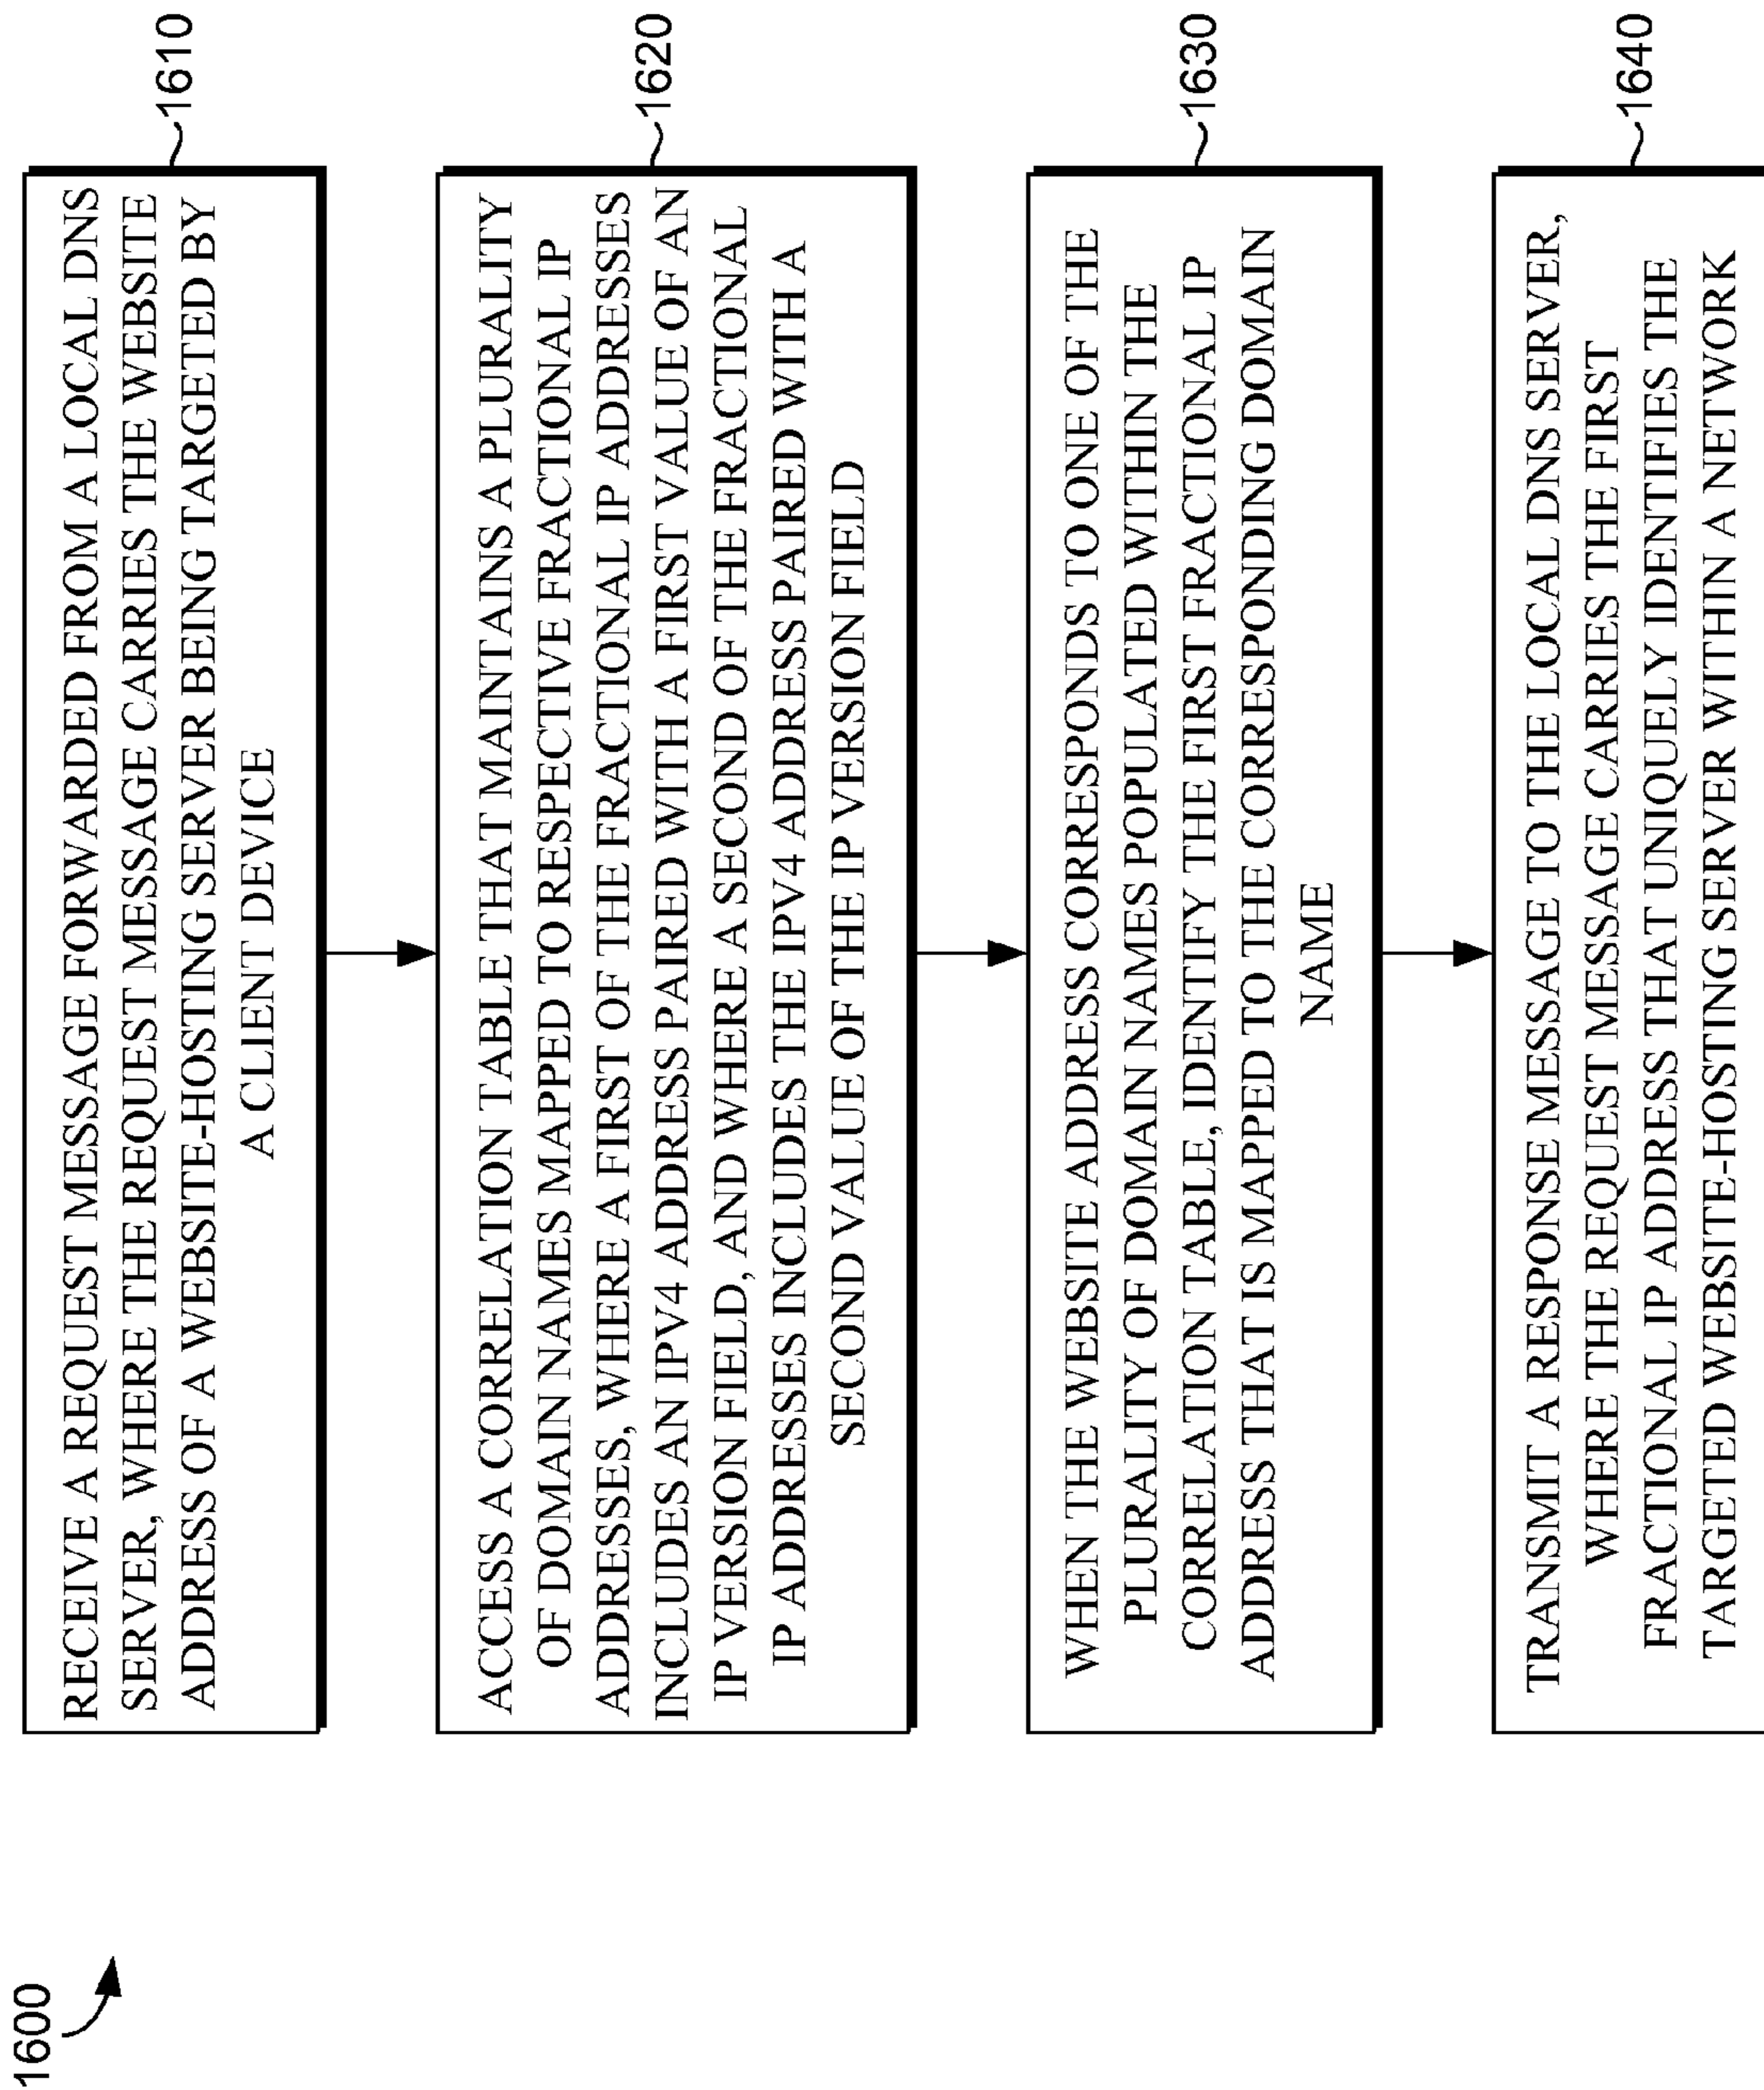 1600
RECEIVE A REQUEST MESSAGE FORWARDED FROM A LOCAL DNS
SERVER, WHERE THE REQUEST MESSAGE CARRIES THE WEBSITE
ADDRESS OF A WEBSITE-HOSTING SERVER BEING TARGETED BY
A CLIENT DEVICE
1610
ACCESS A CORRELATION TABLE THAT MAINTAINS A PLURALITY
OF DOMAIN NAMES MAPPED TO RESPECTIVE FRACTIONAL IP
ADDRESSES, WHERE A FIRST OF THE FRACTIONAL IP ADDRESSES
INCLUDES AN IPV4 ADDRESS PAIRED WITH A FIRST VALUE OF AN
IP VERSION FIELD, AND WHERE A SECOND OF THE FRACTIONAL
IP ADDRESSES INCLUDES THE IPV4 ADDRESS PAIRED WITH A
SECOND VALUE OF THE IP VERSION FIELD
1620
WHEN THE WEBSITE ADDRESS CORRESPONDS TO ONE OF THE
PLURALITY OF DOMAIN NAMES POPULATED WITHIN THE
CORRELATION TABLE, IDENTIFY THE FIRST FRACTIONAL IP
ADDRESS THAT IS MAPPED TO THE CORRESPONDING DOMAIN
NAME
1630
TRANSMIT A RESPONSE MESSAGE TO THE LOCAL DNS SERVER,
WHERE THE REQUEST MESSAGE CARRIES THE FIRST
FRACTIONAL IP ADDRESS THAT UNIQUELY IDENTIFIES THE
TARGETED WEBSITE-HOSTING SERVER WITHIN A NETWORK
1640